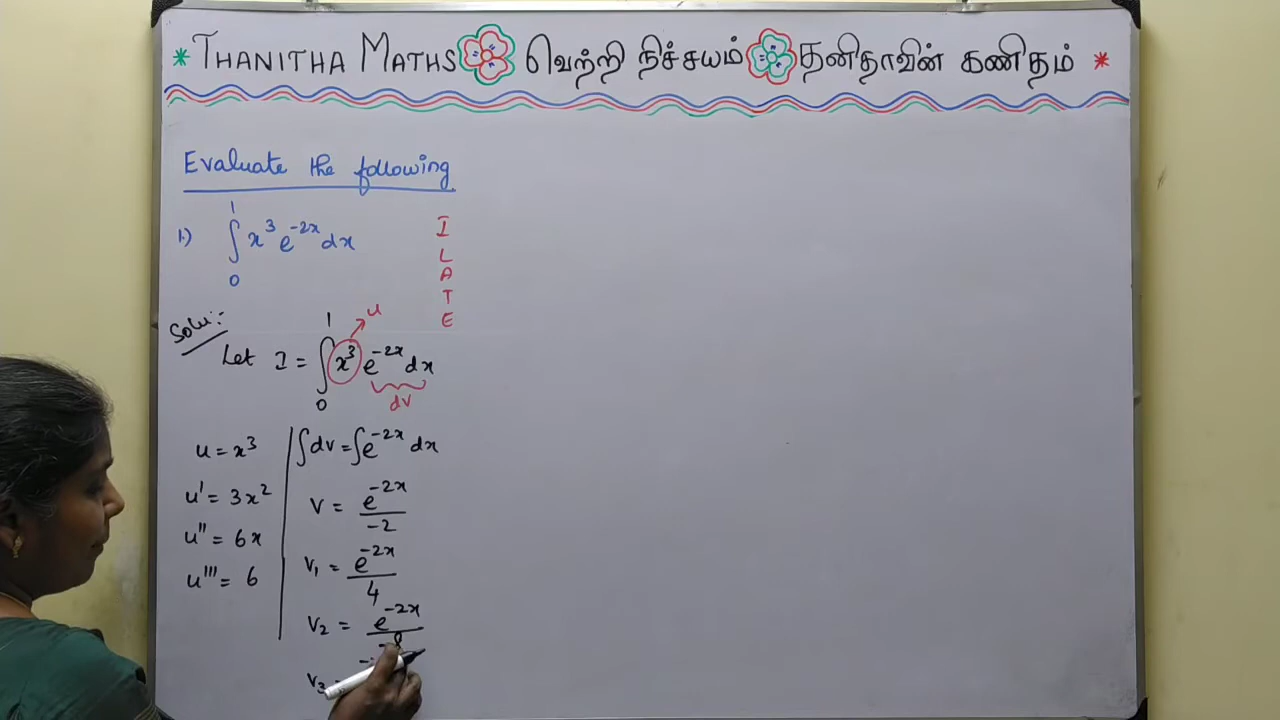 * THANITHA MATHS வெற்றி நிச்சயம் தனிதாவின் கணிதம் *
Evaluate the following
1.) ∫₀¹ x³ e⁻²ˣ dx
I
L
A
T
E
Solu:-
Let I = ∫₀¹ x³ e⁻²ˣ dx
u
dv
u = x³
u' = 3x²
u'' = 6x
u''' = 6
∫dv = ∫e⁻²ˣ dx
v = e⁻²ˣ / -2
v₁ = e⁻²ˣ / 4
v₂ = e⁻²ˣ / -8
v₃